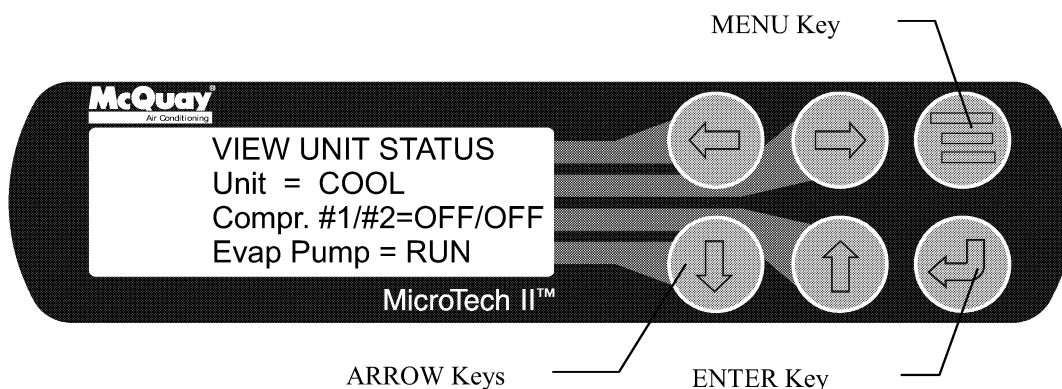 MENU Key
McQuay®
Air Conditioning
VIEW UNIT STATUS
Unit = COOL
Compr. #1/#2=OFF/OFF
Evap Pump = RUN
MicroTech II™
ARROW Keys
ENTER Key